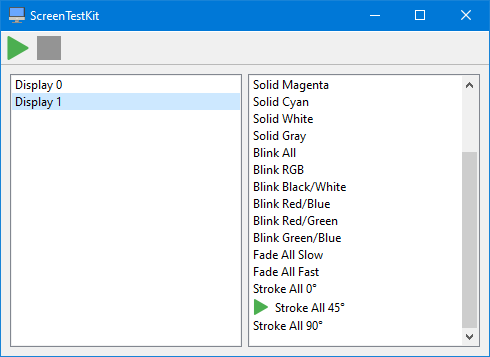 ScreenTestKit
Display 0
Display 1
Solid Magenta
Solid Cyan
Solid White
Solid Gray
Blink All
Blink RGB
Blink Black/White
Blink Red/Blue
Blink Red/Green
Blink Green/Blue
Fade All Slow
Fade All Fast
Stroke All 0°
Stroke All 45°
Stroke All 90°